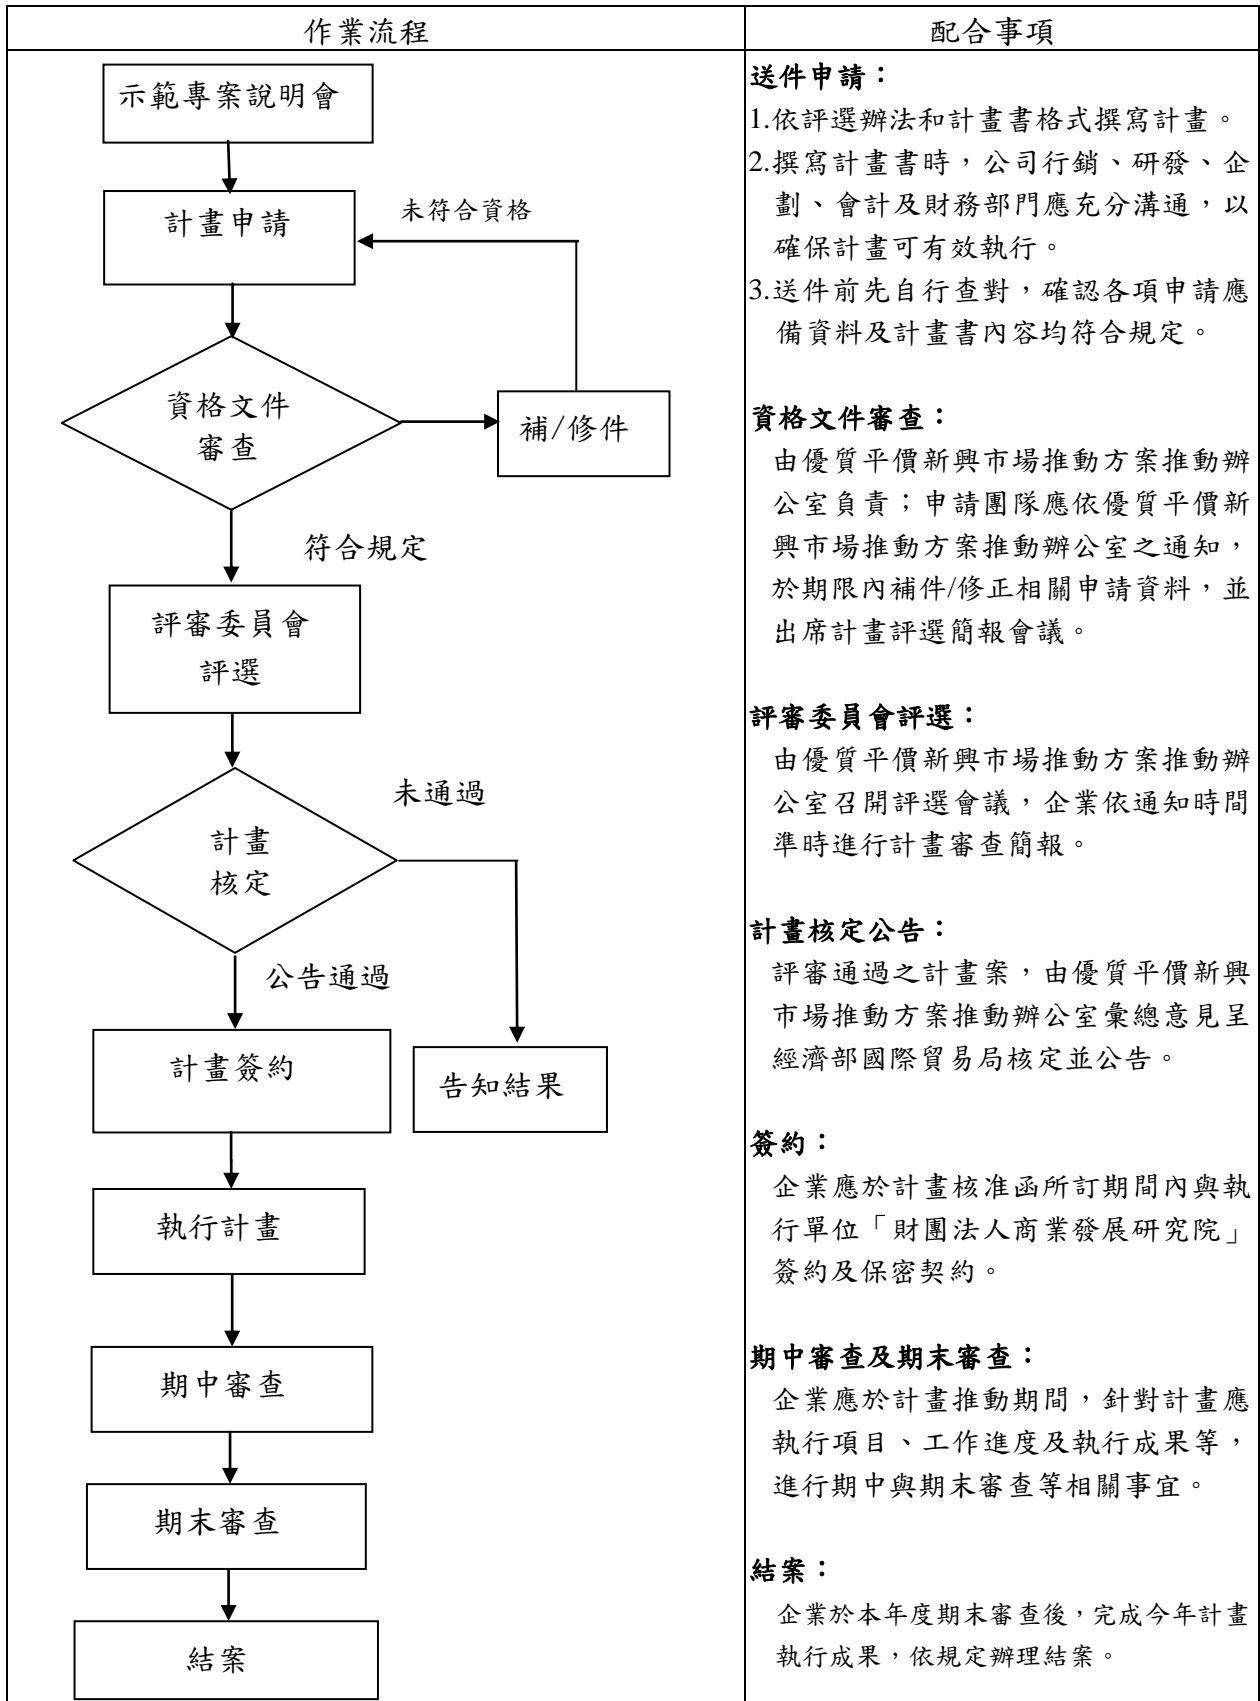 作業流程
配合事項
示範專案說明會
計畫申請
未符合資格
資格文件
審查
補/修件
符合規定
評審委員會
評選
未通過
計畫
核定
公告通過
計畫簽約
告知結果
執行計畫
期中審查
期末審查
結案
送件申請：
1.依評選辦法和計畫書格式撰寫計畫。
2.撰寫計畫書時，公司行銷、研發、企
劃、會計及財務部門應充分溝通，以
確保計畫可有效執行。
3.送件前先自行查對，確認各項申請應
備資料及計畫書內容均符合規定。
資格文件審查：
由優質平價新興市場推動方案推動辦
公室負責；申請團隊應依優質平價新
興市場推動方案推動辦公室之通知，
於期限內補件/修正相關申請資料，並
出席計畫評選簡報會議。
評審委員會評選：
由優質平價新興市場推動方案推動辦
公室召開評選會議，企業依通知時間
準時進行計畫審查簡報。
計畫核定公告：
評審通過之計畫案，由優質平價新興
市場推動方案推動辦公室彙總意見呈
經濟部國際貿易局核定並公告。
簽約：
企業應於計畫核准函所訂期間內與執
行單位「財團法人商業發展研究院」
簽約及保密契約。
期中審查及期末審查：
企業應於計畫推動期間，針對計畫應
執行項目、工作進度及執行成果等，
進行期中與期末審查等相關事宜。
結案：
企業於本年度期末審查後，完成今年計畫
執行成果，依規定辦理結案。